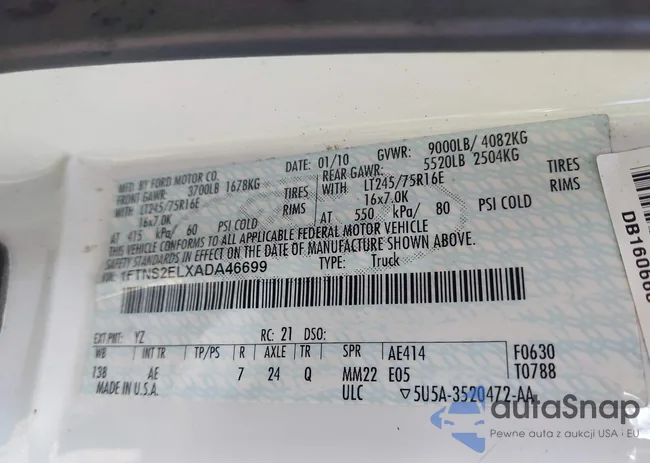 MFD. BY FORD MOTOR CO.
DATE: 01/10
GVWR: 9000LB/ 4082KG
FRONT GAWR: 3700LB 1678KG
REAR GAWR: 5520LB 2504KG
WITH TIRES
LT245/75R16E RIMS
16x7.0K
AT 415 kPa/ 60 PSI COLD
WITH TIRES
LT245/75R16E RIMS
16x7.0K
AT 550 kPa/ 80 PSI COLD
THIS VEHICLE CONFORMS TO ALL APPLICABLE FEDERAL MOTOR VEHICLE
SAFETY STANDARDS IN EFFECT ON THE DATE OF MANUFACTURE SHOWN ABOVE.
VIN: 1FTNS2ELXADA46699
TYPE: Truck
EXT PNT: YZ RC: 21 DSO:
WB INT TR TP/PS R AXLE TR SPR AE414 F0630
138 AE 7 24 Q MM22 E05 T0788
MADE IN U.S.A. ULC 5U5A-3520472-AA
autaSnap
Pewne auta z aukcji USA i EU